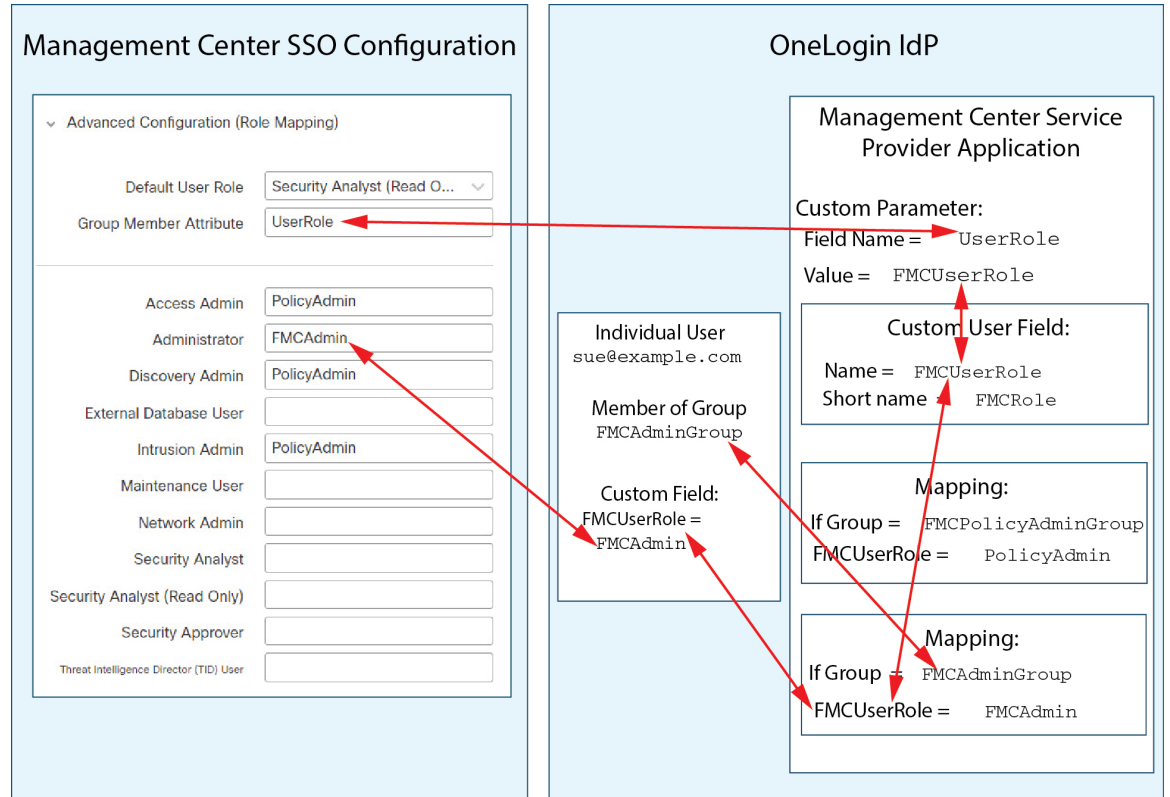 Management Center SSO Configuration
Advanced Configuration (Role Mapping)
Default User Role Security Analyst (Read O...
Group Member Attribute UserRole
Access Admin PolicyAdmin
Administrator FMCAdmin
Discovery Admin PolicyAdmin
External Database User
Intrusion Admin PolicyAdmin
Maintenance User
Network Admin
Security Analyst
Security Analyst (Read Only)
Security Approver
Threat Intelligence Director (TID) User
OneLogin IdP
Individual User
sue@example.com
Member of Group
FMCAdminGroup
Custom Field:
FMCUserRole =
FMCAdmin
Management Center Service
Provider Application
Custom Parameter:
Field Name = UserRole
Value = FMCUserRole
Custom User Field:
Name = FMCUserRole
Short name = FMCRole
Mapping:
If Group = FMCPolicyAdminGroup
FMCUserRole = PolicyAdmin
Mapping:
If Group = FMCAdminGroup
FMCUserRole = FMCAdmin